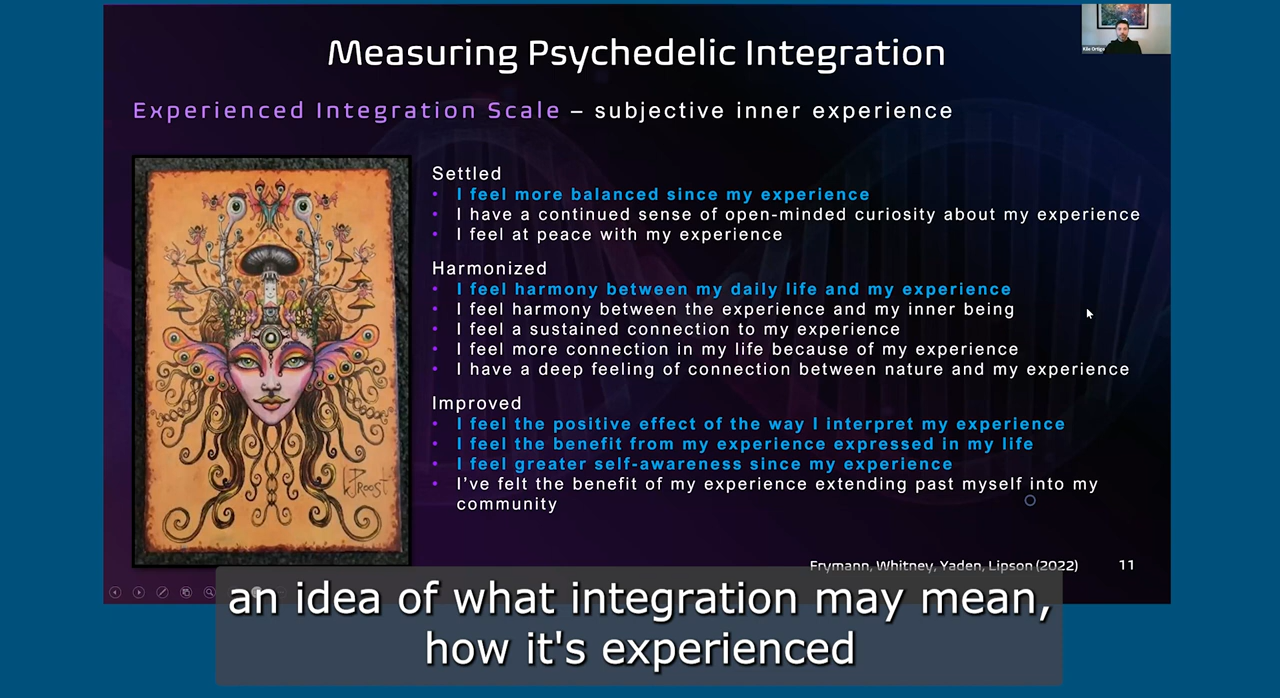 Measuring Psychedelic Integration
Kile Ortigo
Experienced Integration Scale – subjective inner experience
Settled
• I feel more balanced since my experience
• I have a continued sense of open-minded curiosity about my experience
• I feel at peace with my experience
Harmonized
• I feel harmony between my daily life and my experience
• I feel harmony between the experience and my inner being
• I feel a sustained connection to my experience
• I feel more connection in my life because of my experience
• I have a deep feeling of connection between nature and my experience
Improved
• I feel the positive effect of the way I interpret my experience
• I feel the benefit from my experience expressed in my life
• I feel greater self-awareness since my experience
• I've felt the benefit of my experience extending past myself into my
community
Frymann, Whitney, Yaden, Lipson (2022)
11
an idea of what integration may mean,
how it's experienced